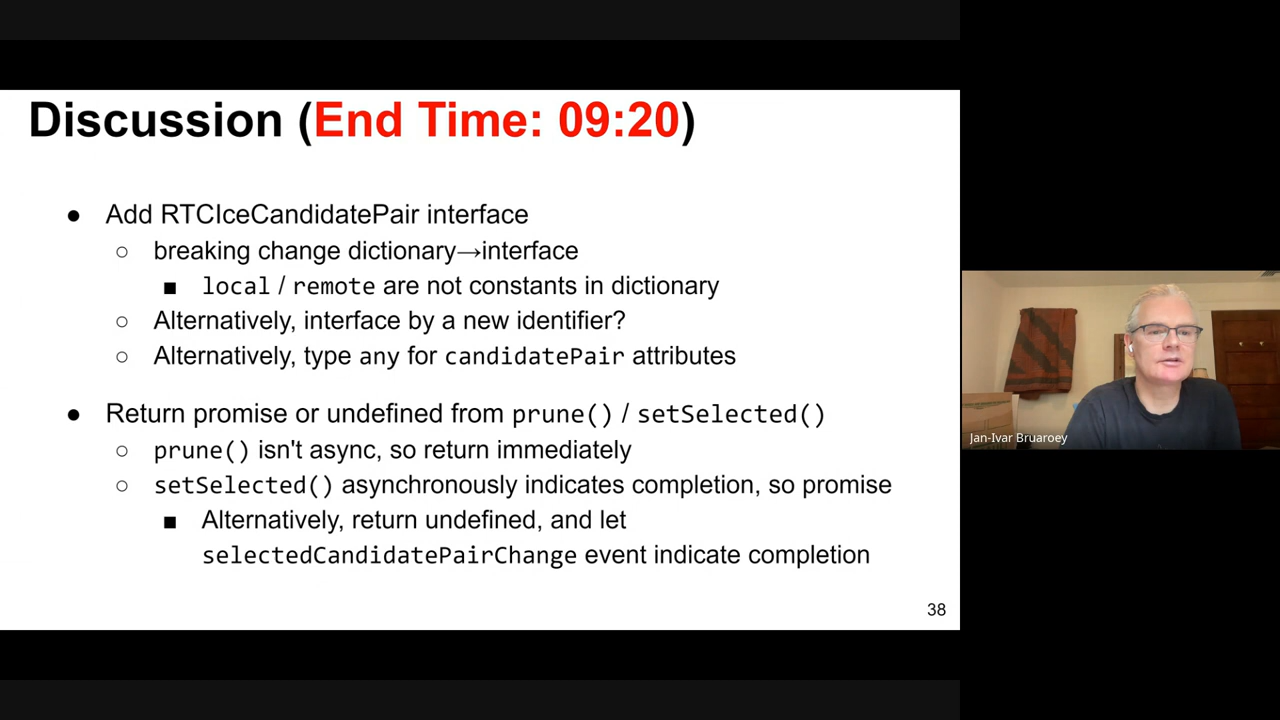 Discussion (End Time: 09:20)
● Add RTCIceCandidatePair interface
○ breaking change dictionary→interface
■ local / remote are not constants in dictionary
○ Alternatively, interface by a new identifier?
○ Alternatively, type any for candidatePair attributes
● Return promise or undefined from prune() / setSelected()
○ prune() isn't async, so return immediately
○ setSelected() asynchronously indicates completion, so promise
■ Alternatively, return undefined, and let
selectedCandidatePairChange event indicate completion
38
Jan-Ivar Bruaroey